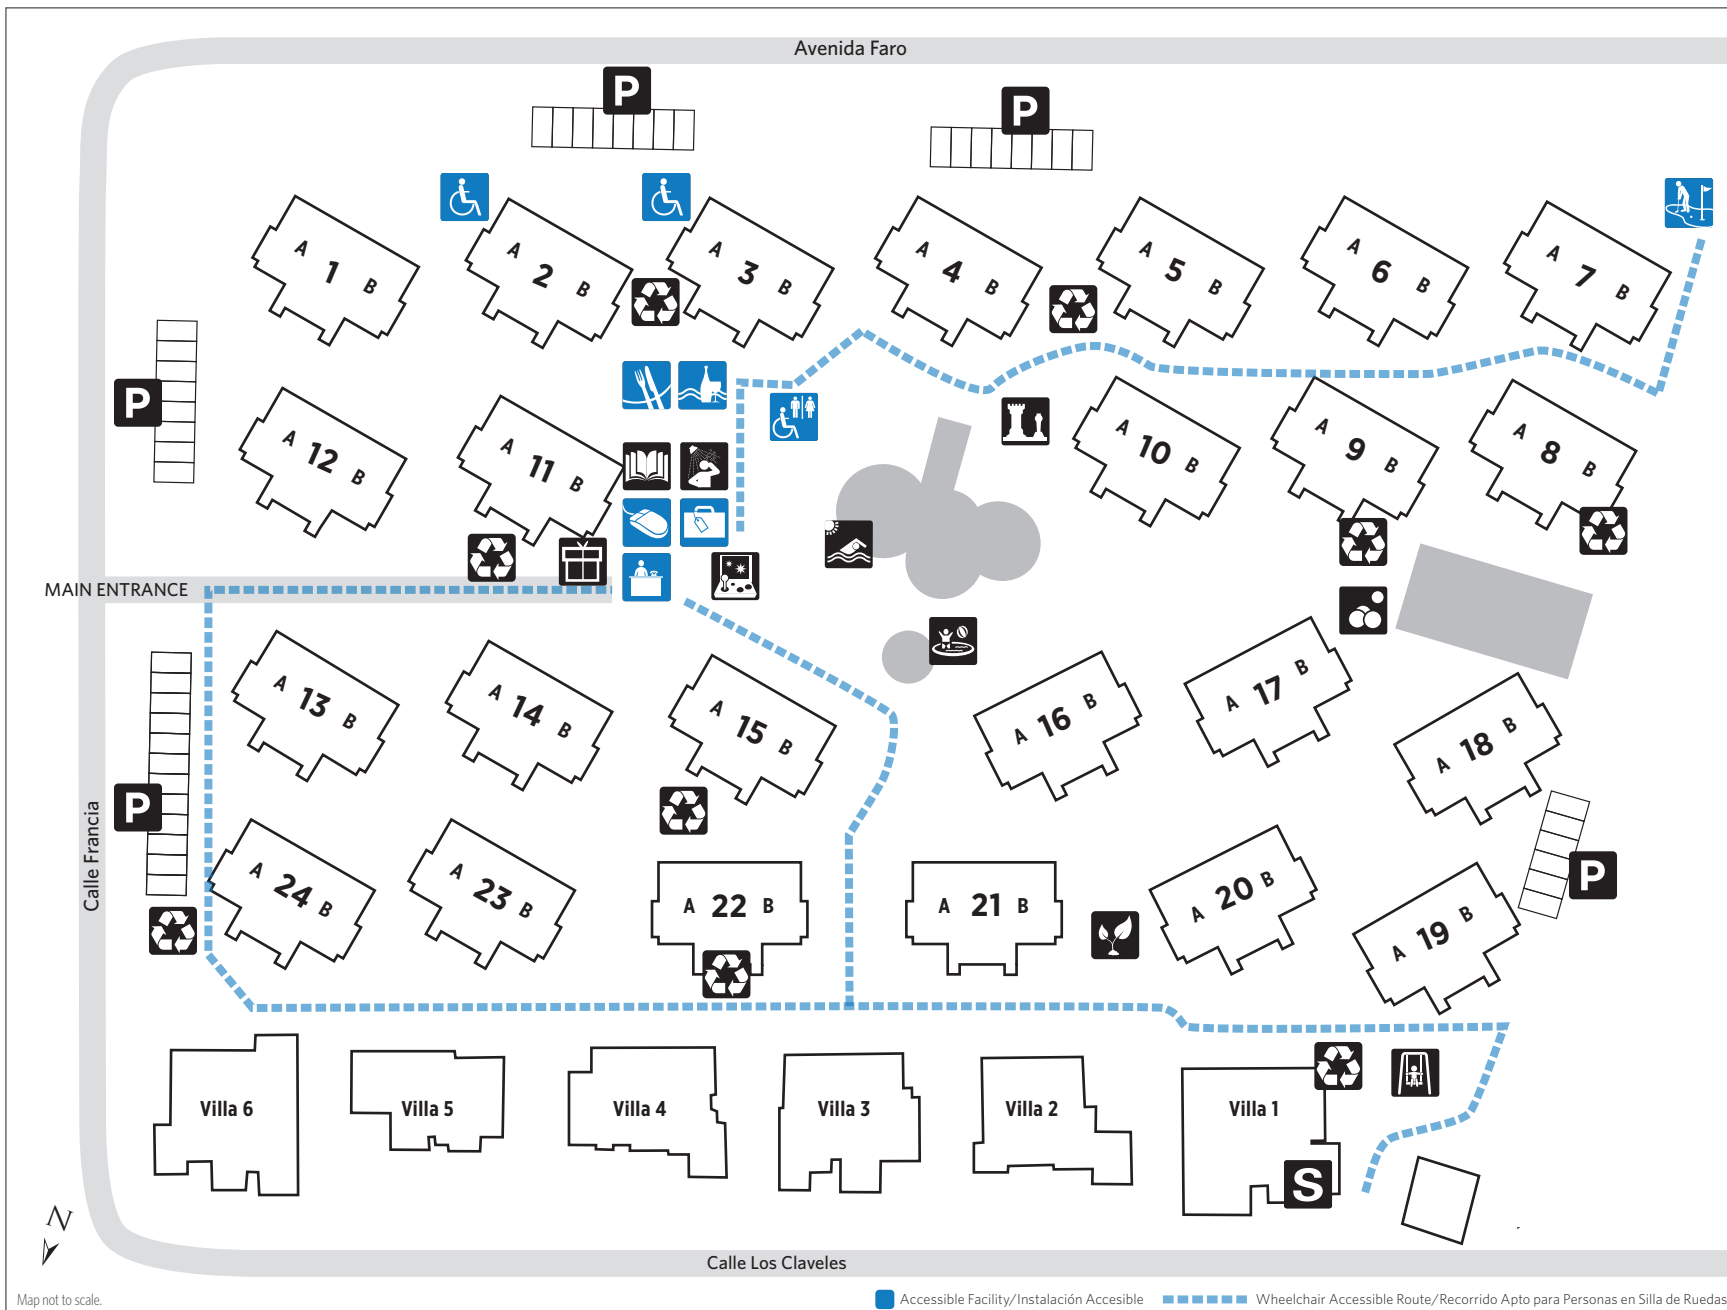 Avenida Faro
P
P
A 1 B
A 2 B
A 3 B
A 4 B
A 5 B
A 6 B
A 7 B
P
A 12 B
A 11 B
A 10 B
A 9 B
A 8 B
MAIN ENTRANCE
A 13 B
A 14 B
A 15 B
A 16 B
A 17 B
A 18 B
P
Calle Francia
A 24 B
A 23 B
A 22 B
A 21 B
A 20 B
A 19 B
P
Villa 6
Villa 5
Villa 4
Villa 3
Villa 2
Villa 1
S
N
Calle Los Claveles
Map not to scale.
Accessible Facility/Instalación Accesible
Wheelchair Accessible Route/Recorrido Apto para Personas en Silla de Ruedas